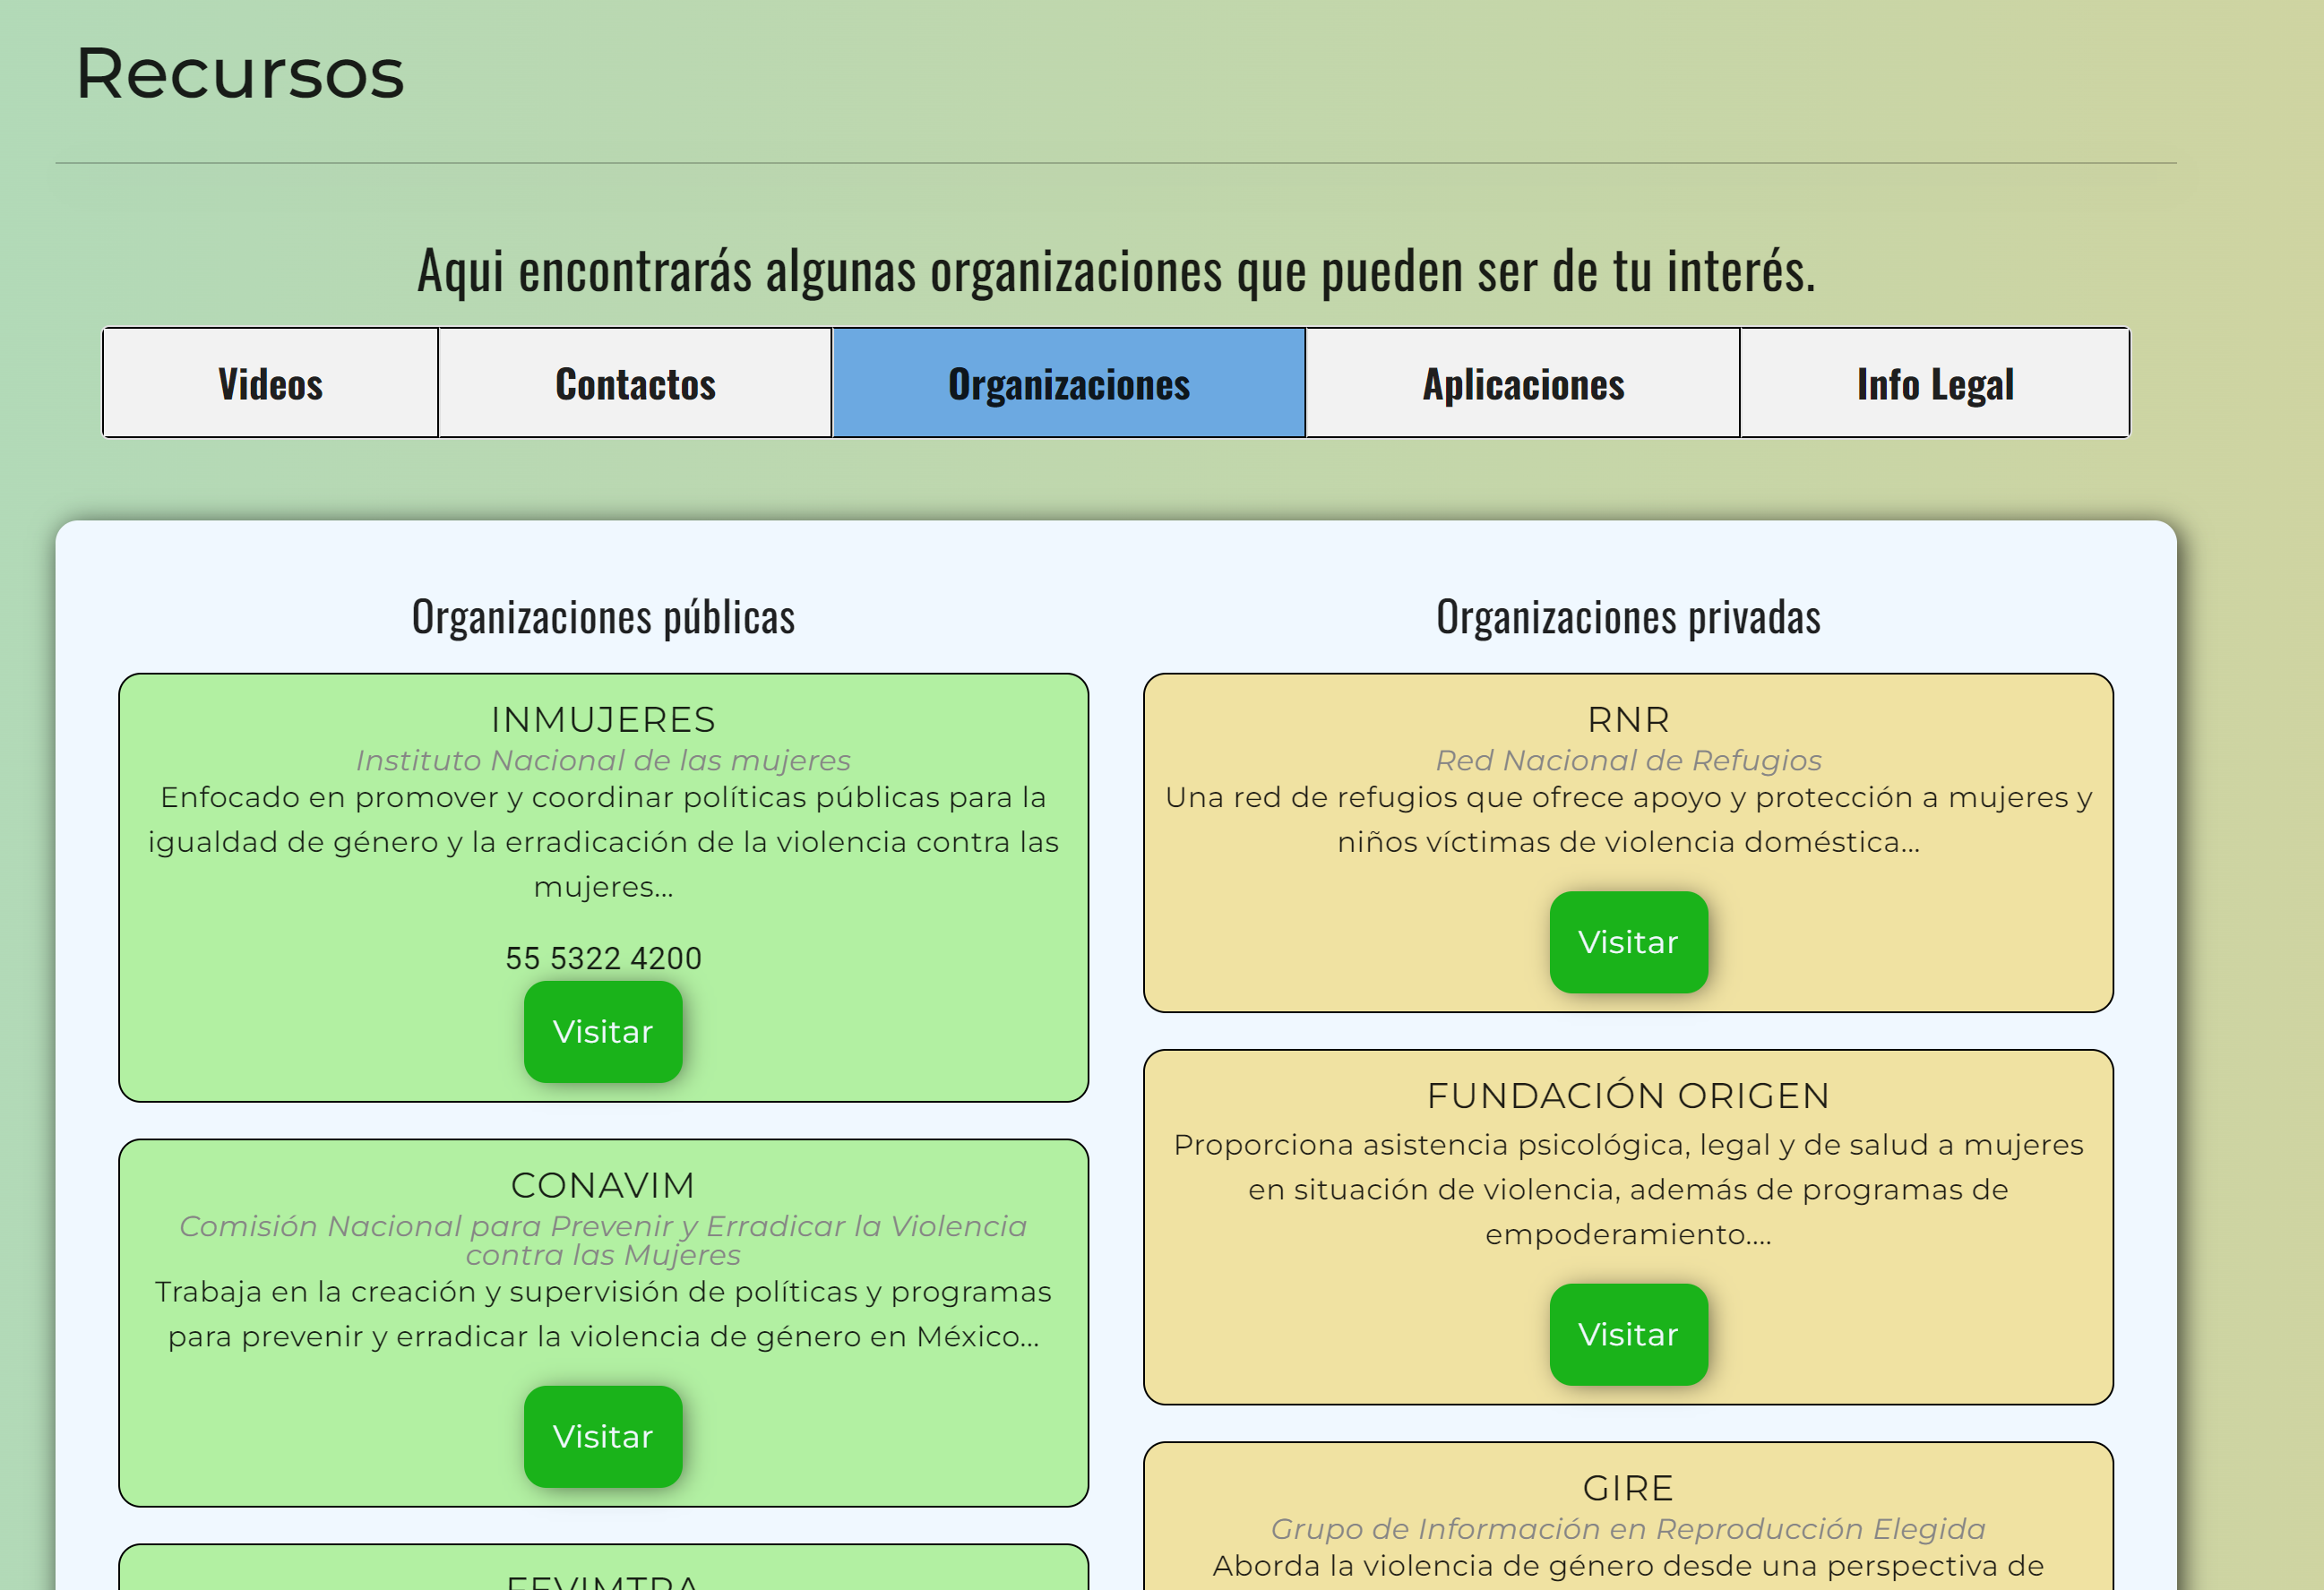 Recursos
Aqui encontrarás algunas organizaciones que pueden ser de tu interés.
Videos
Contactos
Organizaciones
Aplicaciones
Info Legal
Organizaciones públicas
INMUJERES
Instituto Nacional de las mujeres
Enfocado en promover y coordinar políticas públicas para la
igualdad de género y la erradicación de la violencia contra las
mujeres...
55 5322 4200
Visitar
CONAVIM
Comisión Nacional para Prevenir y Erradicar la Violencia
contra las Mujeres
Trabaja en la creación y supervisión de políticas y programas
para prevenir y erradicar la violencia de género en México...
Visitar
FEVIMTRA
Organizaciones privadas
RNR
Red Nacional de Refugios
Una red de refugios que ofrece apoyo y protección a mujeres y
niños víctimas de violencia doméstica...
Visitar
FUNDACIÓN ORIGEN
Proporciona asistencia psicológica, legal y de salud a mujeres
en situación de violencia, además de programas de
empoderamiento....
Visitar
GIRE
Grupo de Información en Reproducción Elegida
Aborda la violencia de género desde una perspectiva de